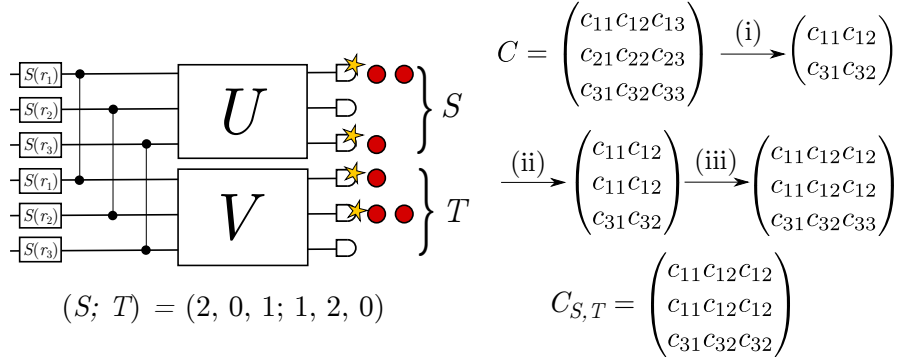 S(r₁)
S(r₂)
S(r₃)
S(r₁)
S(r₂)
S(r₃)
U
V
S
T
(S; T) = (2, 0, 1; 1, 2, 0)
C =
c₁₁c₁₂c₁₃
c₂₁c₂₂c₂₃
c₃₁c₃₂c₃₃
(i)
c₁₁c₁₂
c₃₁c₃₂
(ii)
c₁₁c₁₂
c₁₁c₁₂
c₃₁c₃₂
(iii)
c₁₁c₁₂c₁₂
c₁₁c₁₂c₁₂
c₃₁c₃₂c₃₃
C_{S,T} =
c₁₁c₁₂c₁₂
c₁₁c₁₂c₁₂
c₃₁c₃₂c₃₂